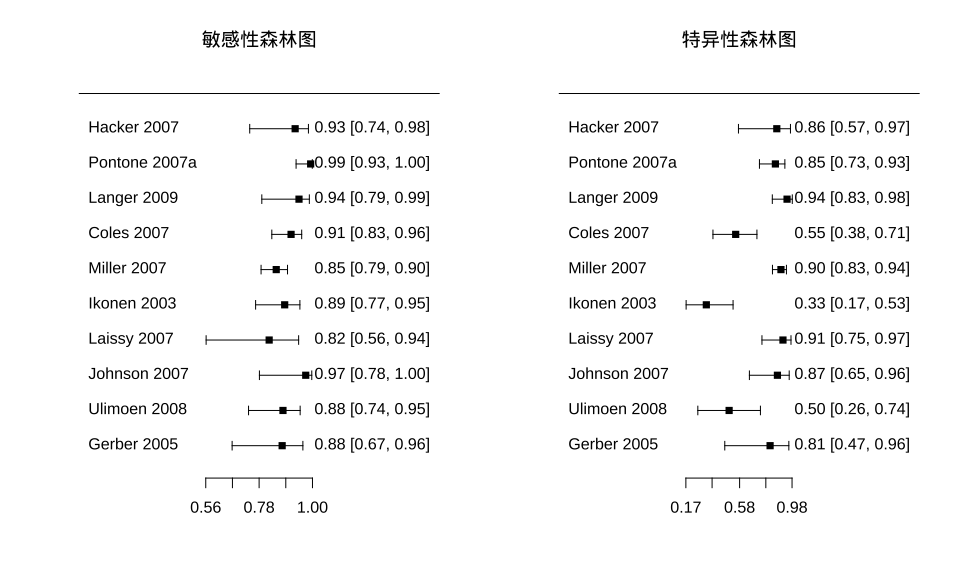 敏感性森林图
Hacker 2007 0.93 [0.74, 0.98]
Pontone 2007a 0.99 [0.93, 1.00]
Langer 2009 0.94 [0.79, 0.99]
Coles 2007 0.91 [0.83, 0.96]
Miller 2007 0.85 [0.79, 0.90]
Ikonen 2003 0.89 [0.77, 0.95]
Laissy 2007 0.82 [0.56, 0.94]
Johnson 2007 0.97 [0.78, 1.00]
Ulimoen 2008 0.88 [0.74, 0.95]
Gerber 2005 0.88 [0.67, 0.96]
0.56 0.78 1.00
特异性森林图
Hacker 2007 0.86 [0.57, 0.97]
Pontone 2007a 0.85 [0.73, 0.93]
Langer 2009 0.94 [0.83, 0.98]
Coles 2007 0.55 [0.38, 0.71]
Miller 2007 0.90 [0.83, 0.94]
Ikonen 2003 0.33 [0.17, 0.53]
Laissy 2007 0.91 [0.75, 0.97]
Johnson 2007 0.87 [0.65, 0.96]
Ulimoen 2008 0.50 [0.26, 0.74]
Gerber 2005 0.81 [0.47, 0.96]
0.17 0.58 0.98